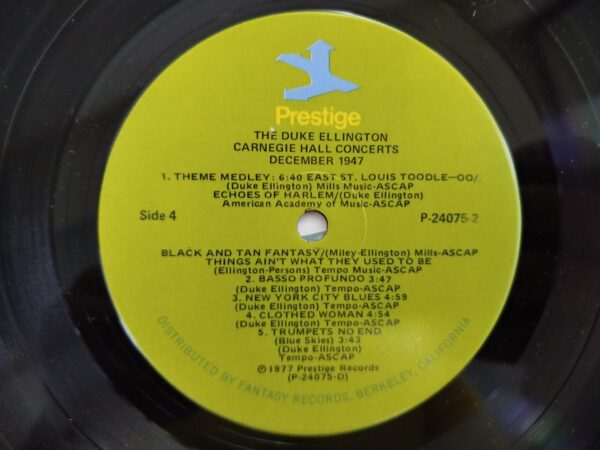 Prestige
THE DUKE ELLINGTON
CARNEGIE HALL CONCERTS
DECEMBER 1947
1. THEME MEDLEY: 6:40 EAST ST. LOUIS TOODLE—OO/
(Duke Ellington) Mills Music-ASCAP
ECHOES OF HARLEM/(Duke Ellington)
American Academy of Music-ASCAP
Side 4
P-24075-2
BLACK AND TAN FANTASY/(Miley-Ellington) Mills-ASCAP
THINGS AIN'T WHAT THEY USED TO BE
(Ellington-Persons) Tempo Music-ASCAP
2. BASSO PROFUNDO 3:47
(Duke Ellington) Tempo-ASCAP
3. NEW YORK CITY BLUES 4:59
(Duke Ellington) Tempo-ASCAP
4. CLOTHED WOMAN 4:54
(Duke Ellington) Tempo-ASCAP
5. TRUMPETS NO END
(Blue Skies) 3:43
(Duke Ellington)
Tempo-ASCAP
℗1977 Prestige Records
(P-24075-D)
DISTRIBUTED BY FANTASY RECORDS, BERKELEY, CALIFORNIA